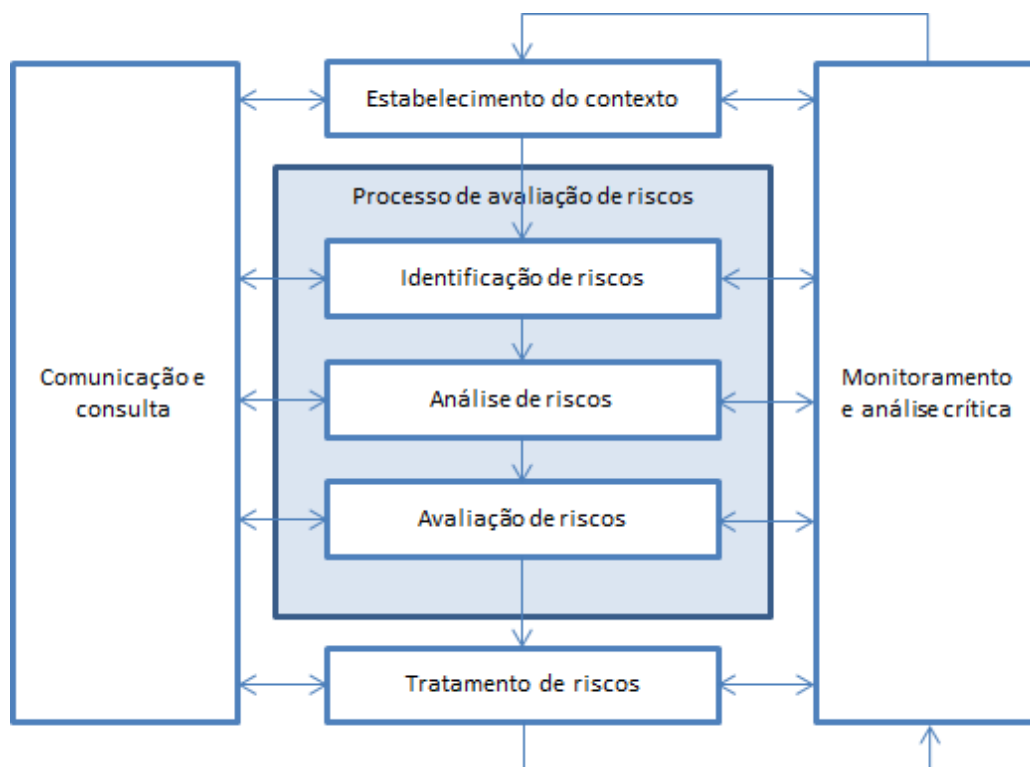 Estabelecimento do contexto
Processo de avaliação de riscos
Identificação de riscos
Comunicação e
consulta
Análise de riscos
Monitoramento
e análise crítica
Avaliação de riscos
Tratamento de riscos